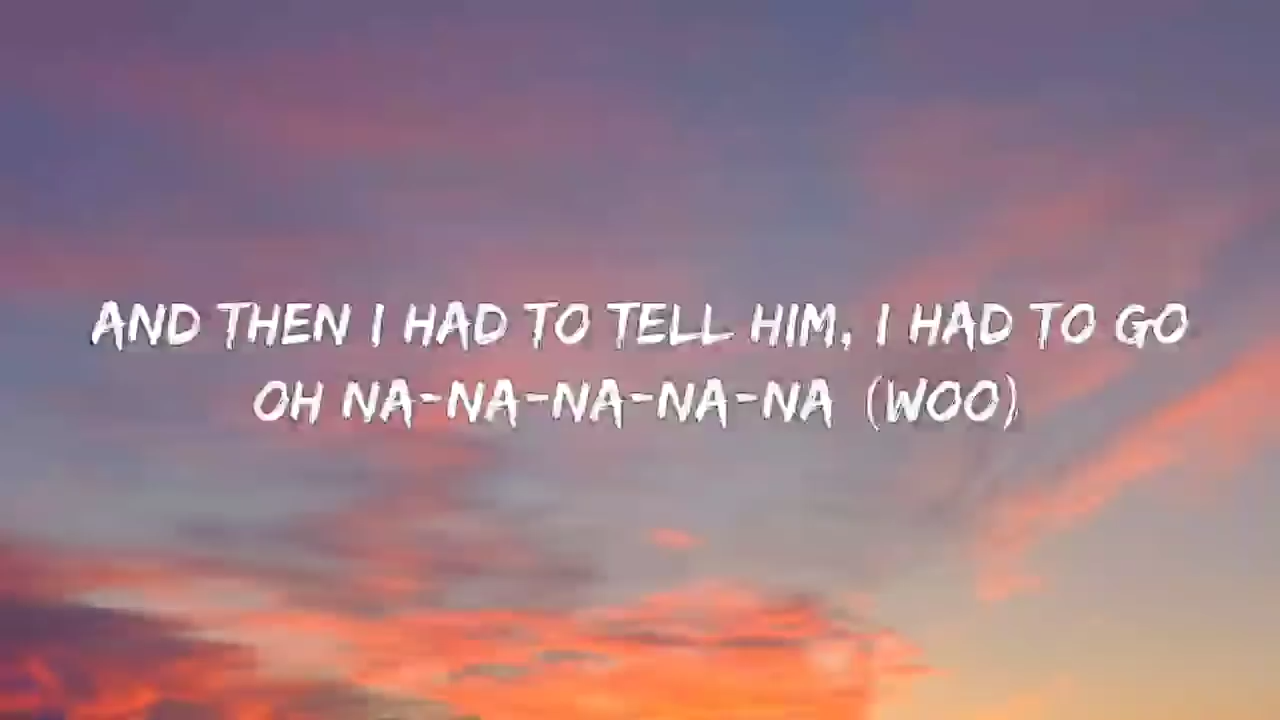 AND THEN I HAD TO TELL HIM, I HAD TO GO
OH NA-NA-NA-NA-NA (WOO)